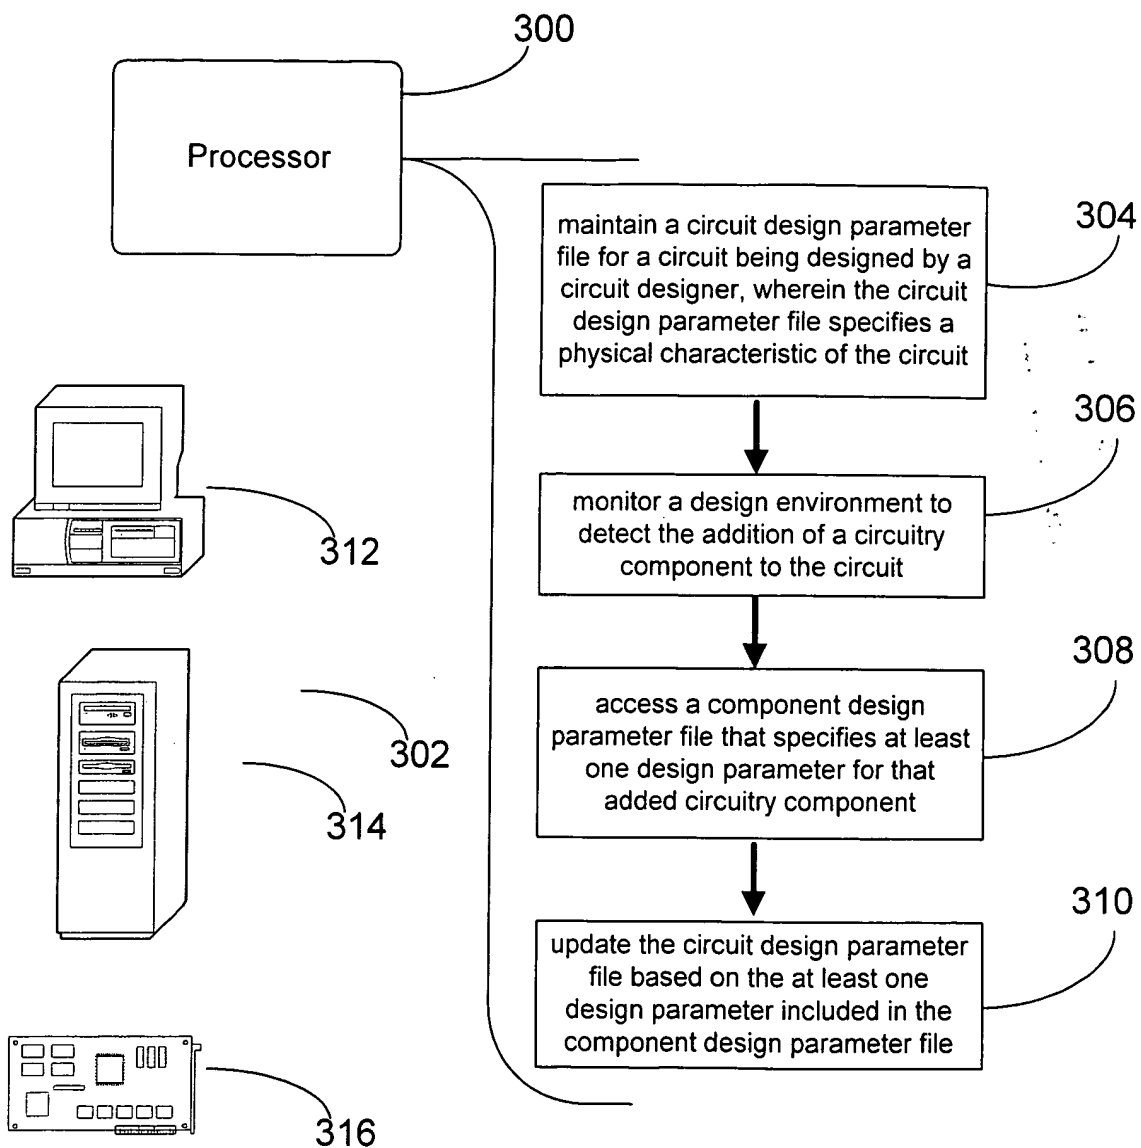 300
Processor
maintain a circuit design parameter
file for a circuit being designed by a
circuit designer, wherein the circuit
design parameter file specifies a
physical characteristic of the circuit
304
306
monitor a design environment to
detect the addition of a circuitry
component to the circuit
312
308
access a component design
parameter file that specifies at least
one design parameter for that
added circuitry component
302
314
310
update the circuit design parameter
file based on the at least one
design parameter included in the
component design parameter file
316